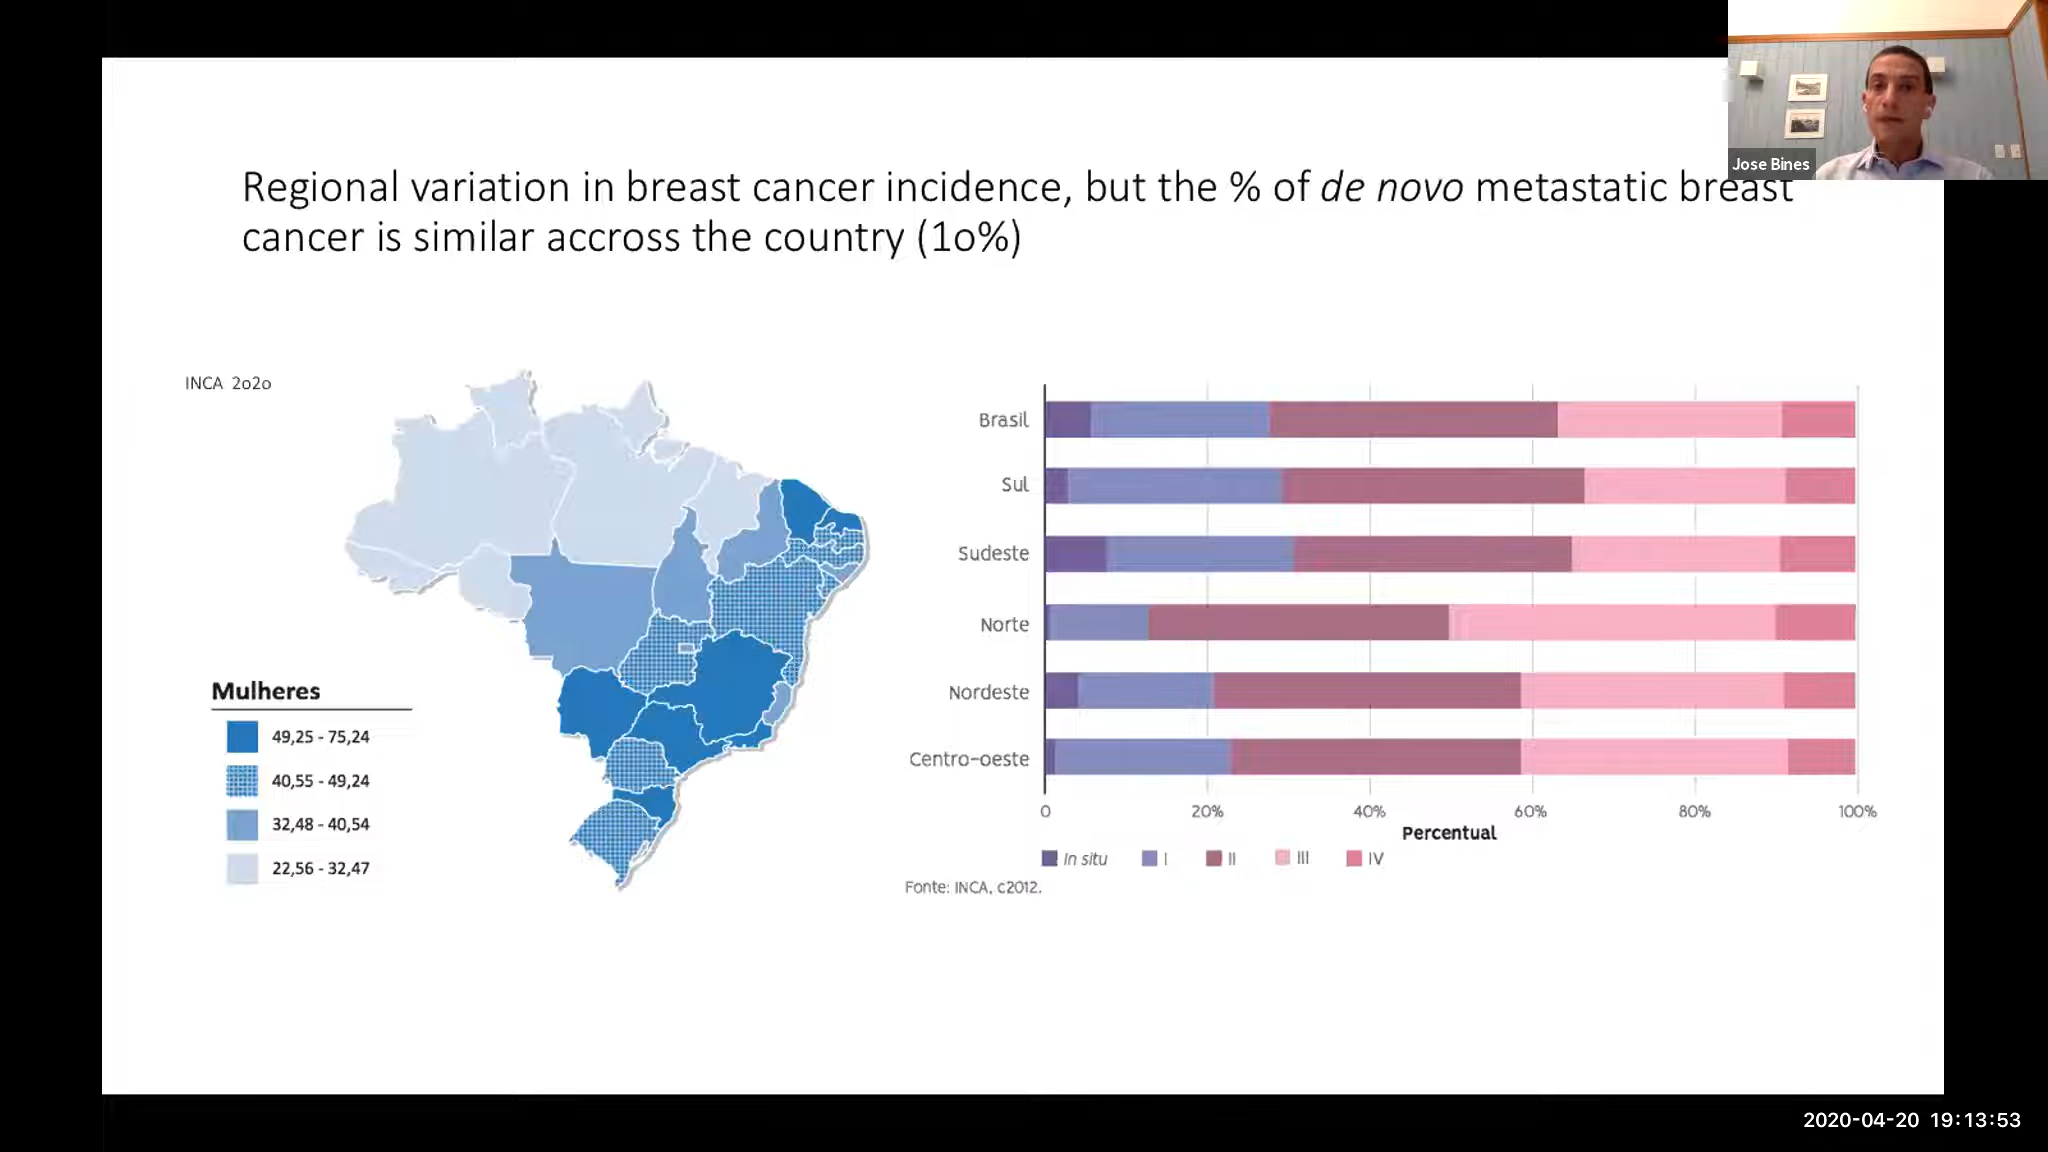 Jose Bines
Regional variation in breast cancer incidence, but the % of de novo metastatic breast
cancer is similar accross the country (1o%)
INCA 2o2o
Mulheres
49,25 - 75,24
40,55 - 49,24
32,48 - 40,54
22,56 - 32,47
Brasil
Sul
Sudeste
Norte
Nordeste
Centro-oeste
0 20% 40% 60% 80% 100%
Percentual
In situ I II III IV
Fonte: INCA, c2012.
2020-04-20 19:13:53